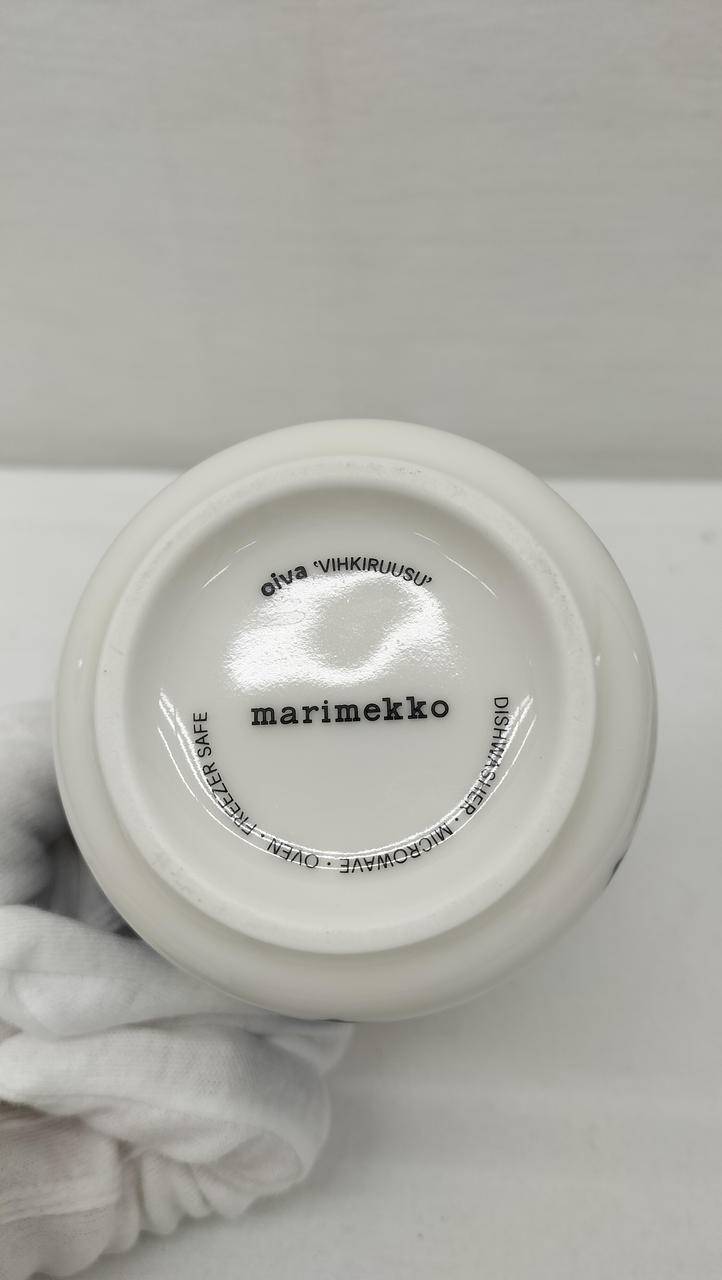 oiva ‘VIHKIRUUSU’
marimekko
DISHWASHER · MICROWAVE · OVEN · FREEZER SAFE